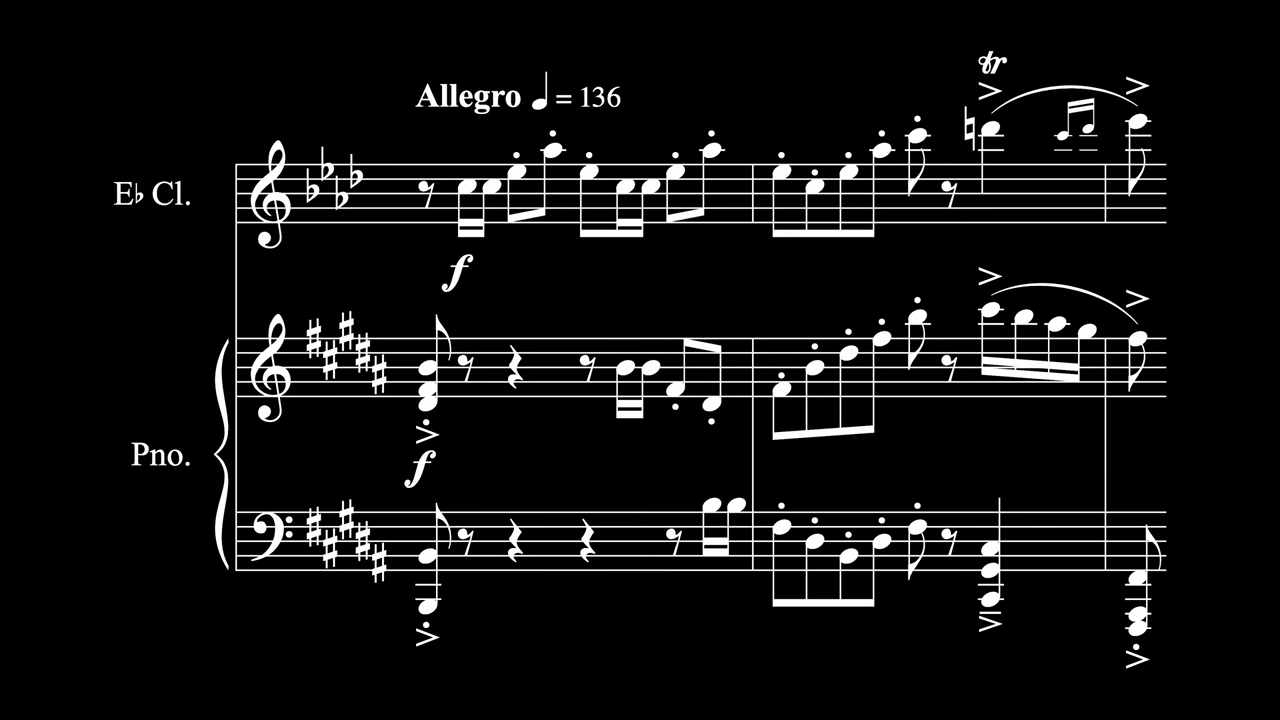 Allegro ♩ = 136
tr
E♭ Cl.
f
Pno.
f